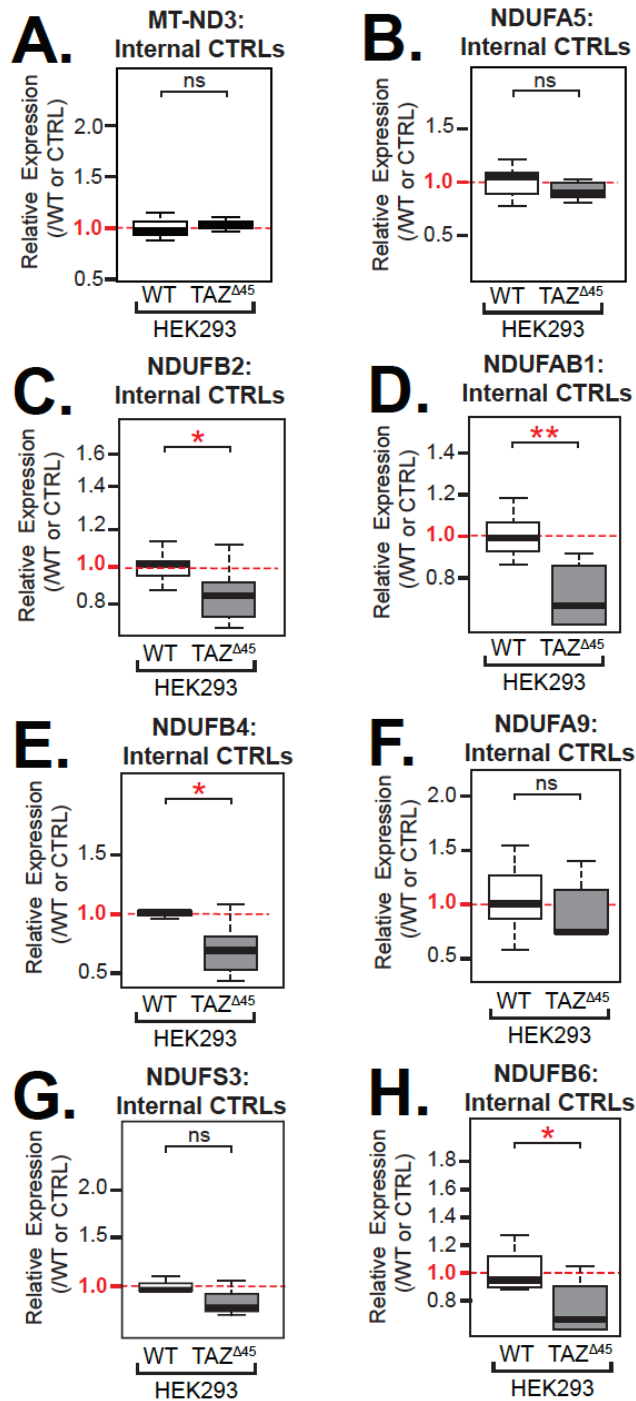 A.
MT-ND3:
Internal CTRLs
Relative Expression
(/WT or CTRL)
2.0
1.5
1.0
0.5
ns
WT TAZΔ45
HEK293
B.
NDUFA5:
Internal CTRLs
Relative Expression
(/WT or CTRL)
1.5
1.0
0.5
ns
WT TAZΔ45
HEK293
C.
NDUFB2:
Internal CTRLs
Relative Expression
(/WT or CTRL)
1.6
1.4
1.2
1.0
0.8
*
WT TAZΔ45
HEK293
D.
NDUFAB1:
Internal CTRLs
Relative Expression
(/WT or CTRL)
1.4
1.2
1.0
0.8
**
WT TAZΔ45
HEK293
E.
NDUFB4:
Internal CTRLs
Relative Expression
(/WT or CTRL)
1.5
1.0
0.5
*
WT TAZΔ45
HEK293
F.
NDUFA9:
Internal CTRLs
Relative Expression
(/WT or CTRL)
2.0
1.5
1.0
0.5
ns
WT TAZΔ45
HEK293
G.
NDUFS3:
Internal CTRLs
Relative Expression
(/WT or CTRL)
2.0
1.5
1.0
ns
WT TAZΔ45
HEK293
H.
NDUFB6:
Internal CTRLs
Relative Expression
(/WT or CTRL)
1.8
1.6
1.4
1.2
1.0
0.8
*
WT TAZΔ45
HEK293